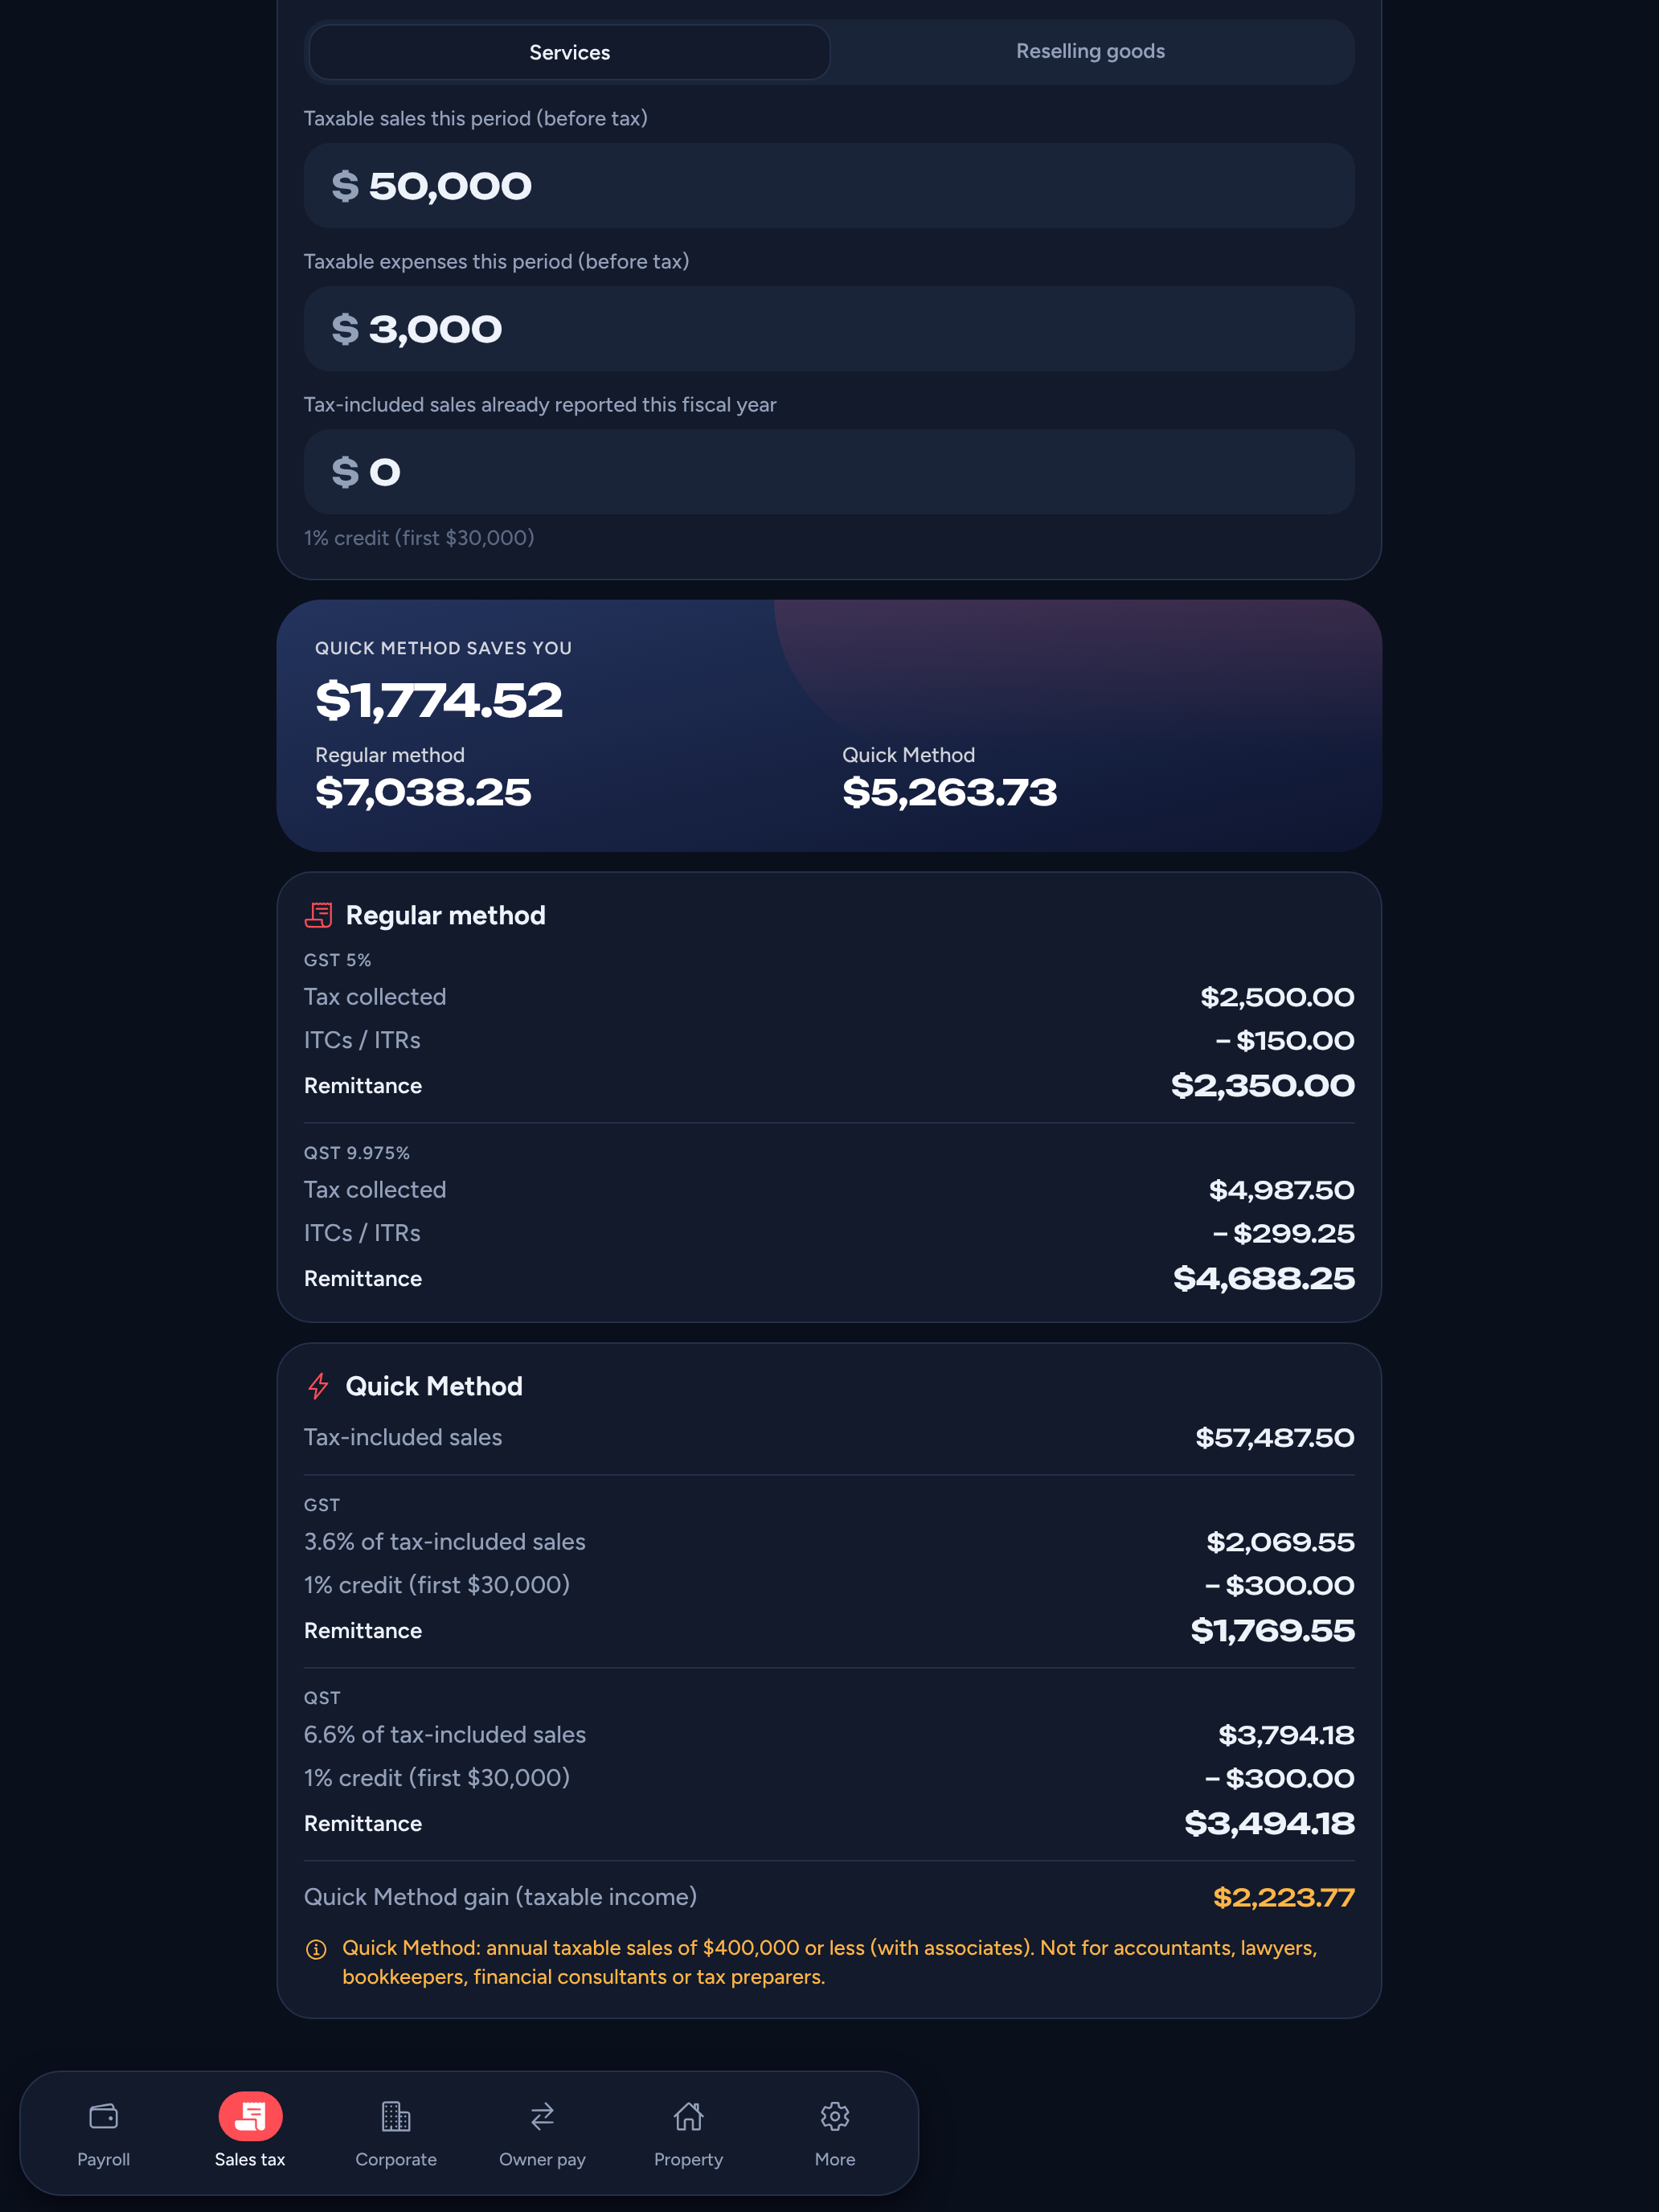 Services
Reselling goods
Taxable sales this period (before tax)
$ 50,000
Taxable expenses this period (before tax)
$ 3,000
Tax-included sales already reported this fiscal year
$ 0
1% credit (first $30,000)
QUICK METHOD SAVES YOU
$1,774.52
Regular method
$7,038.25
Quick Method
$5,263.73
Regular method
GST 5%
Tax collected $2,500.00
ITCs / ITRs – $150.00
Remittance $2,350.00
QST 9.975%
Tax collected $4,987.50
ITCs / ITRs – $299.25
Remittance $4,688.25
Quick Method
Tax-included sales $57,487.50
GST
3.6% of tax-included sales $2,069.55
1% credit (first $30,000) – $300.00
Remittance $1,769.55
QST
6.6% of tax-included sales $3,794.18
1% credit (first $30,000) – $300.00
Remittance $3,494.18
Quick Method gain (taxable income) $2,223.77
Quick Method: annual taxable sales of $400,000 or less (with associates). Not for accountants, lawyers,
bookkeepers, financial consultants or tax preparers.
Payroll
Sales tax
Corporate
Owner pay
Property
More